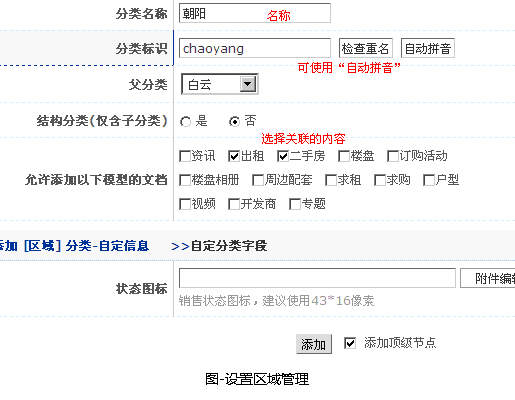 分类名称 朝阳 名称
分类标识 chaoyang 检查重名 自动拼音
可使用“自动拼音”
父分类 白云
结构分类(仅含子分类) 是 否
选择关联的内容
资讯 出租 二手房 楼盘 订购活动
允许添加以下模型的文档 楼盘相册 周边配套 求租 求购 户型
视频 开发商 专题
添加 [区域] 分类-自定信息 >>自定分类字段
状态图标 附件编辑
销售状态图标，建议使用43*16像素
添加 添加顶级节点
图-设置区域管理